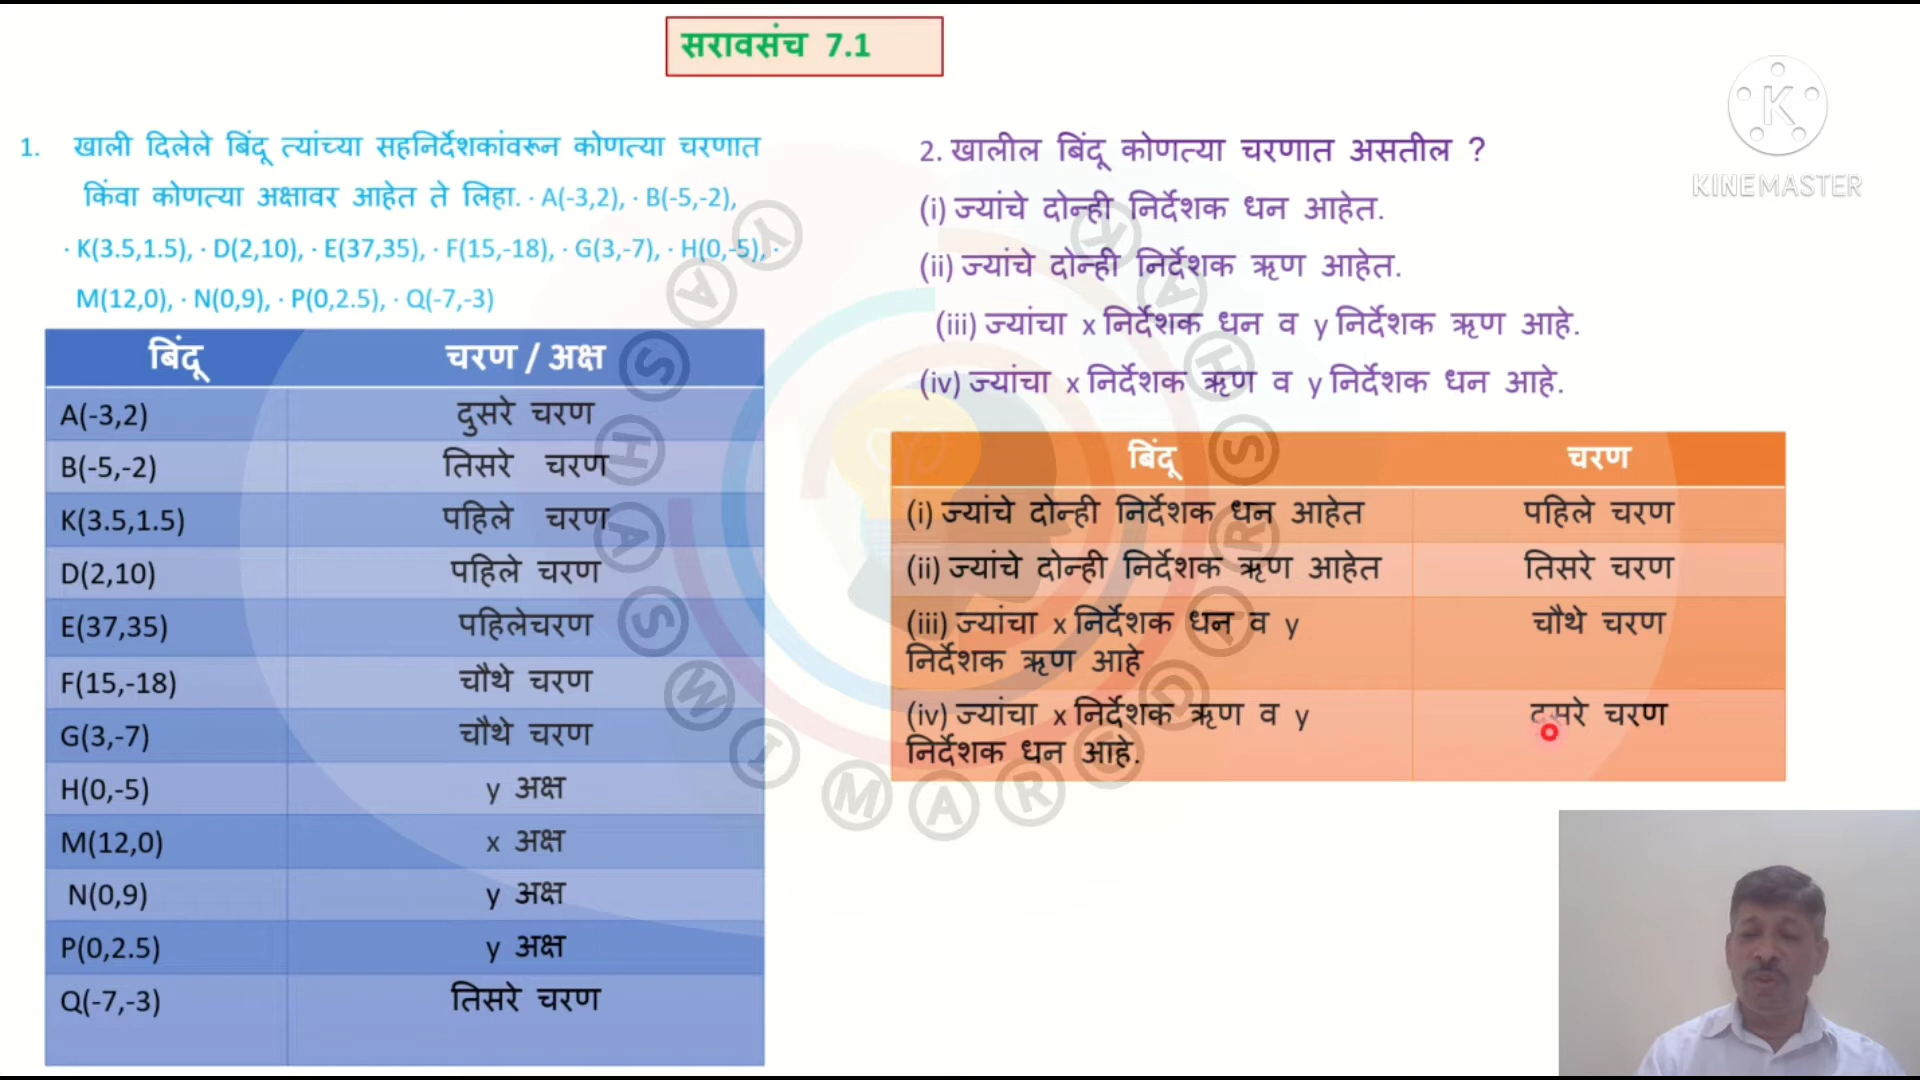 सरावसंच 7.1
KINEMASTER
1. खाली दिलेले बिंदू त्यांच्या सहनिर्देशकांवरून कोणत्या चरणात
किंवा कोणत्या अक्षावर आहेत ते लिहा. · A(-3,2), · B(-5,-2),
· K(3.5,1.5), · D(2,10), · E(37,35), · F(15,-18), · G(3,-7), · H(0,-5), ·
M(12,0), · N(0,9), · P(0,2.5), · Q(-7,-3)
बिंदू चरण / अक्ष
A(-3,2) दुसरे चरण
B(-5,-2) तिसरे चरण
K(3.5,1.5) पहिले चरण
D(2,10) पहिले चरण
E(37,35) पहिलेचरण
F(15,-18) चौथे चरण
G(3,-7) चौथे चरण
H(0,-5) y अक्ष
M(12,0) x अक्ष
N(0,9) y अक्ष
P(0,2.5) y अक्ष
Q(-7,-3) तिसरे चरण
2. खालील बिंदू कोणत्या चरणात असतील ?
(i) ज्यांचे दोन्ही निर्देशक धन आहेत.
(ii) ज्यांचे दोन्ही निर्देशक ऋण आहेत.
(iii) ज्यांचा x निर्देशक धन व y निर्देशक ऋण आहे.
(iv) ज्यांचा x निर्देशक ऋण व y निर्देशक धन आहे.
बिंदू चरण
(i) ज्यांचे दोन्ही निर्देशक धन आहेत पहिले चरण
(ii) ज्यांचे दोन्ही निर्देशक ऋण आहेत तिसरे चरण
(iii) ज्यांचा x निर्देशक धन व y चौथे चरण
निर्देशक ऋण आहे
(iv) ज्यांचा x निर्देशक ऋण व y दुसरे चरण
निर्देशक धन आहे.
YASHASWI MARGDARSHAK